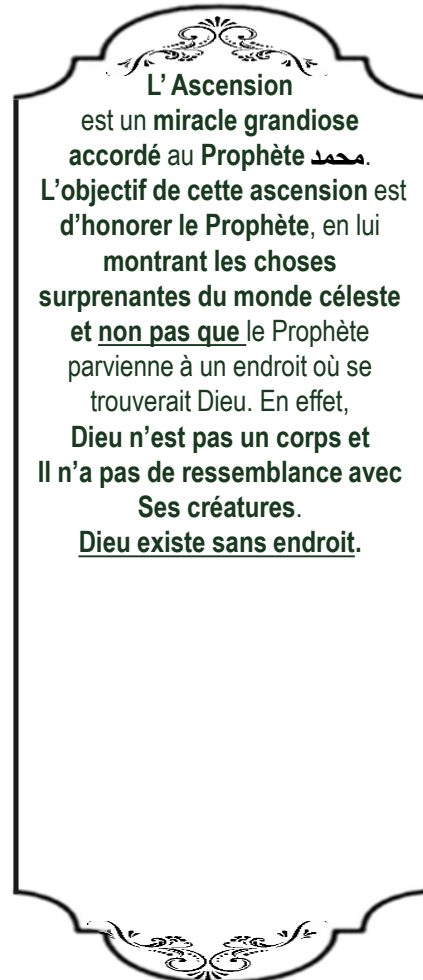 L’ Ascension
est un miracle grandiose
accordé au Prophète محمد.
L’objectif de cette ascension est
d’honorer le Prophète, en lui
montrant les choses
surprenantes du monde céleste
et non pas que le Prophète
parvienne à un endroit où se
trouverait Dieu. En effet,
Dieu n’est pas un corps et
Il n’a pas de ressemblance avec
Ses créatures.
Dieu existe sans endroit.